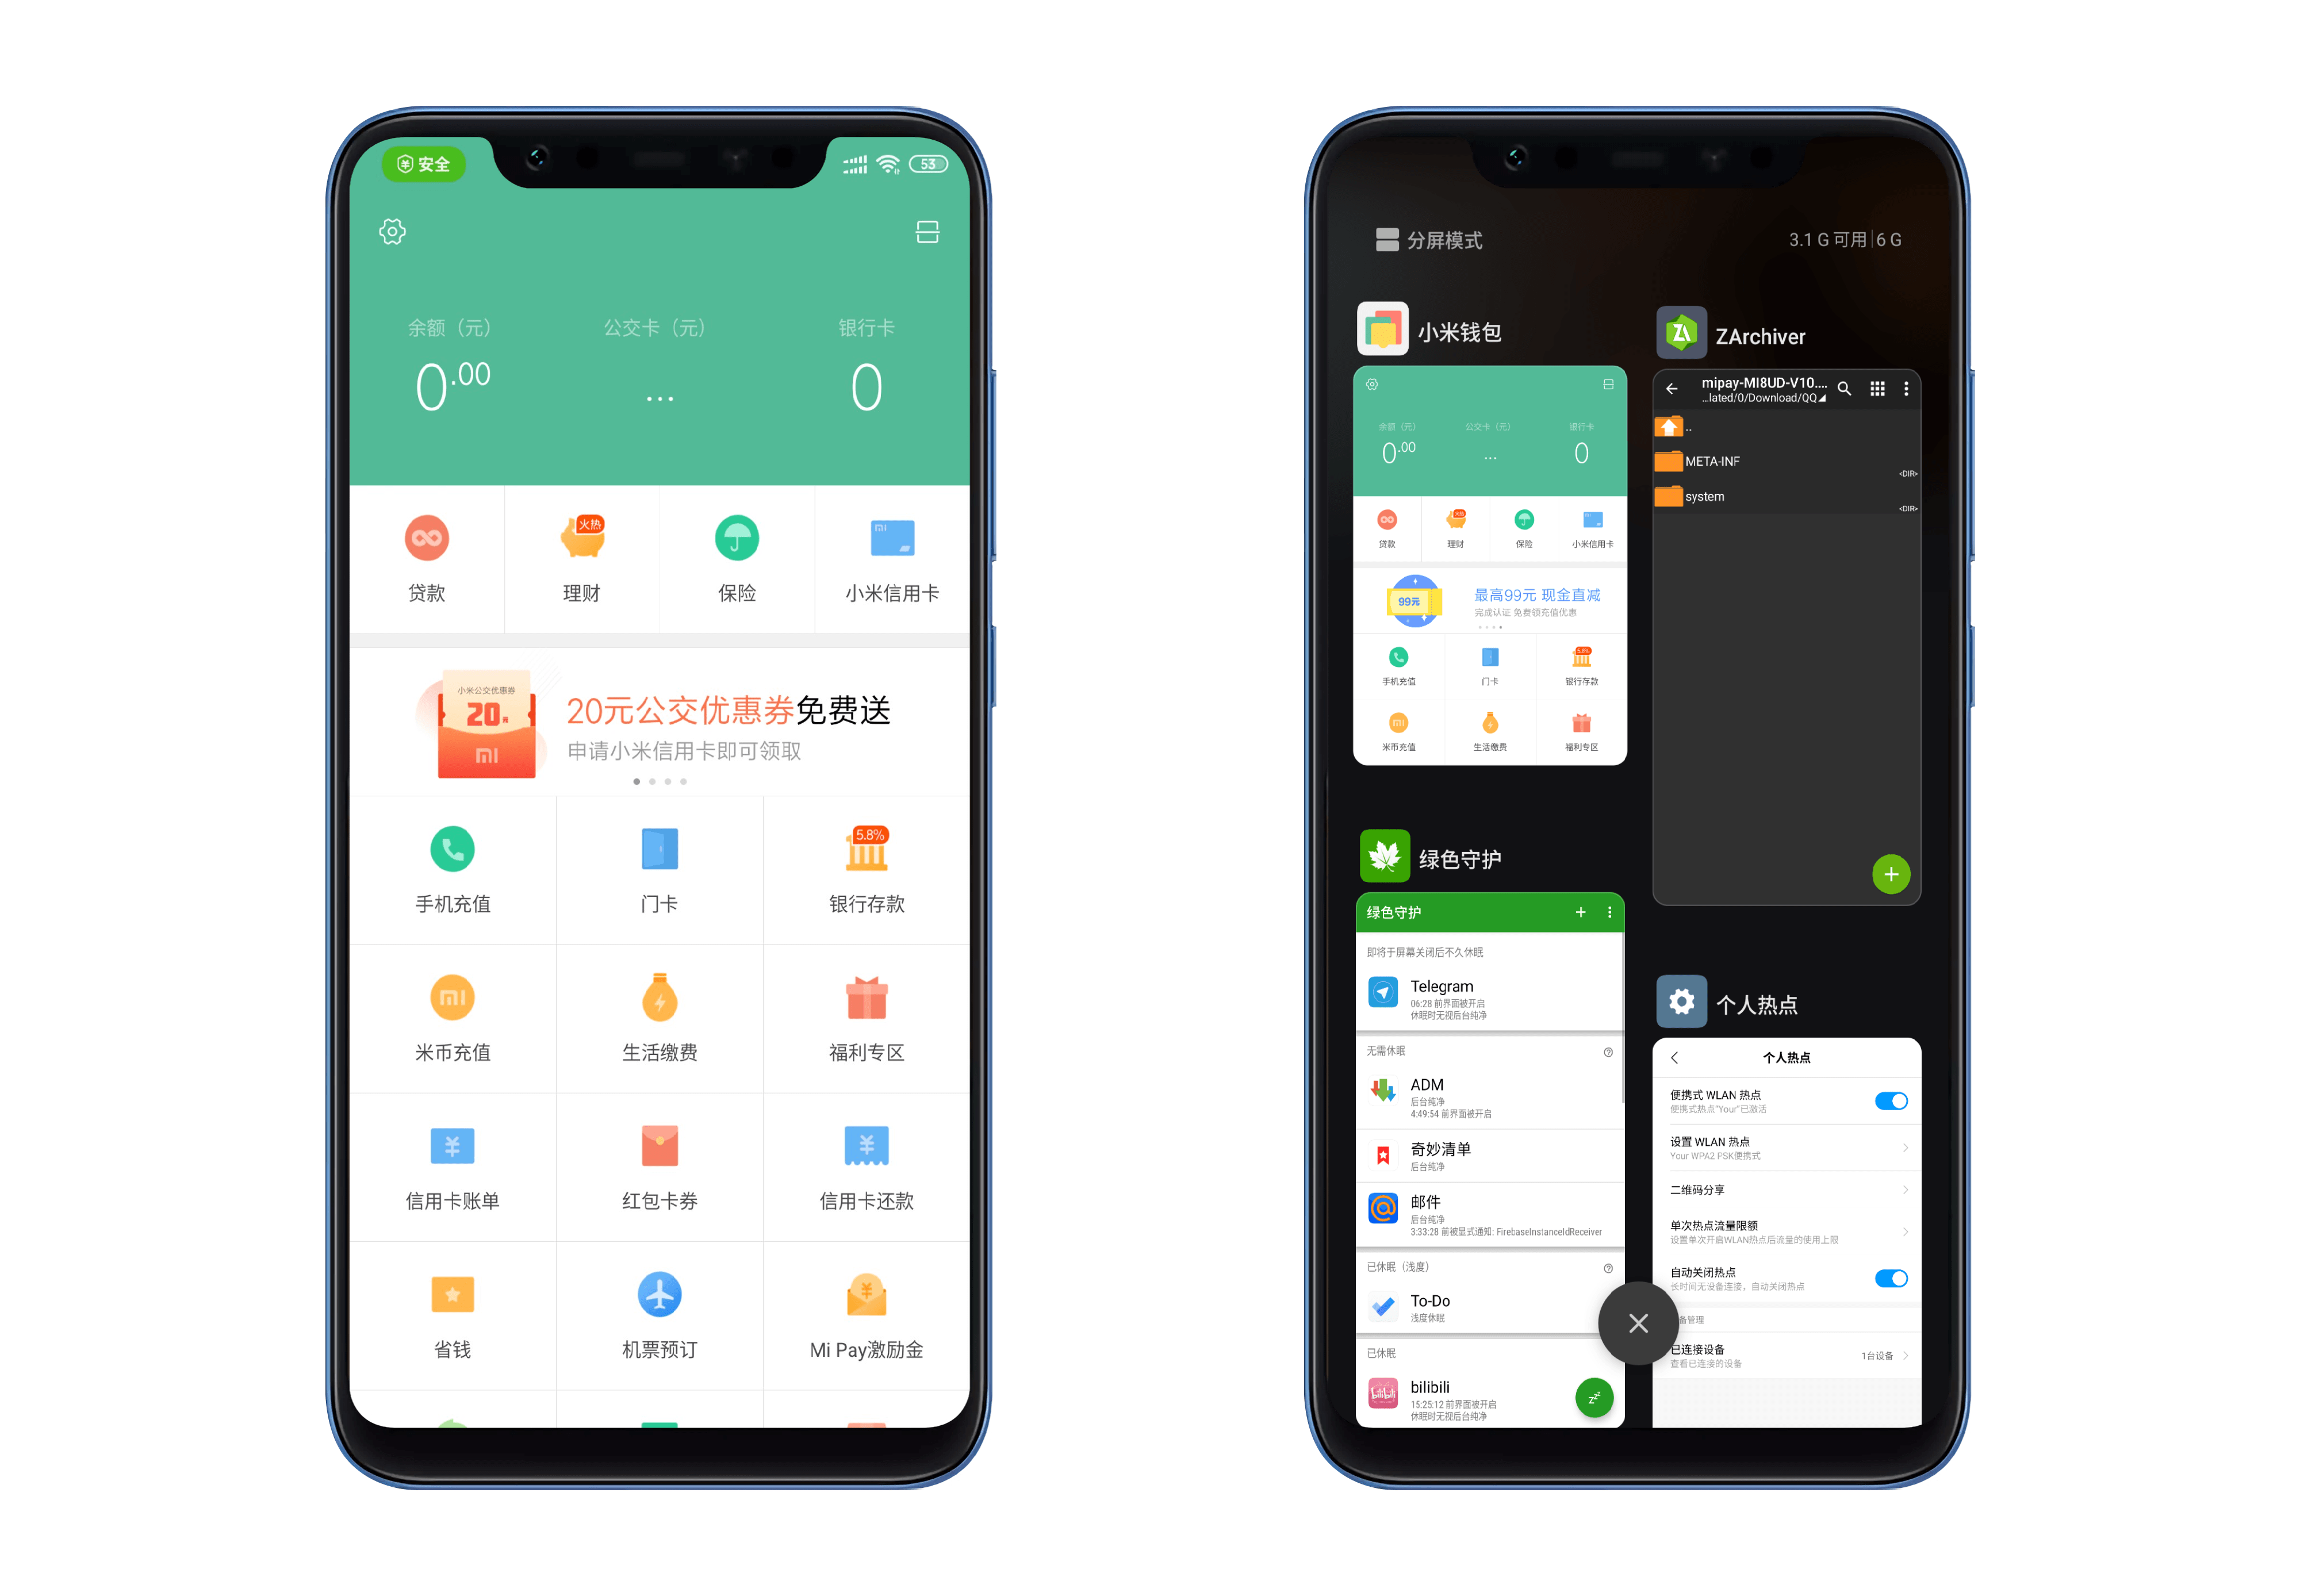 安全
53
余额（元）
公交卡（元）
银行卡
0.00
...
0
贷款
火热
理财
保险
mi
小米信用卡
小米公交优惠券
20元
mi
20元公交优惠券免费送
申请小米信用卡即可领取
手机充值
门卡
5.8%
银行存款
mi
米币充值
生活缴费
福利专区
¥
信用卡账单
红包卡券
¥
信用卡还款
省钱
机票预订
¥
Mi Pay激励金
分屏模式
3.1 G 可用|6 G
小米钱包
余额（元）
公交卡（元）
银行卡
0.00
...
0
贷款
火热
理财
保险
小米信用卡
99元
最高99元 现金直减
完成认证 免费领充值优惠
手机充值
门卡
5.8%
银行存款
mi
米币充值
生活缴费
福利专区
ZA
ZArchiver
mipay-MI8UD-V10....
...lated/0/Download/QQ
..
META-INF
<DIR>
system
<DIR>
+
绿色守护
绿色守护
+
即将于屏幕关闭后不久休眠
Telegram
06:28 前界面被开启
休眠时无视后台纯净
无需休眠
ADM
后台纯净
4:49:54 前界面被开启
奇妙清单
后台纯净
邮件
后台纯净
3:33:28 前被显式通知: FirebaseInstanceIdReceiver
已休眠（浅度）
To-Do
浅度休眠
已休眠
bilibili
bilibili
15:25:12 前界面被开启
休眠时无视后台纯净
zzz
个人热点
个人热点
便携式 WLAN 热点
便携式热点“Your”已激活
设置 WLAN 热点
Your WPA2 PSK便携式
二维码分享
单次热点流量限额
设置单次开启WLAN热点后流量的使用上限
自动关闭热点
长时间无设备连接，自动关闭热点
备管理
已连接设备
查看已连接的设备
1台设备